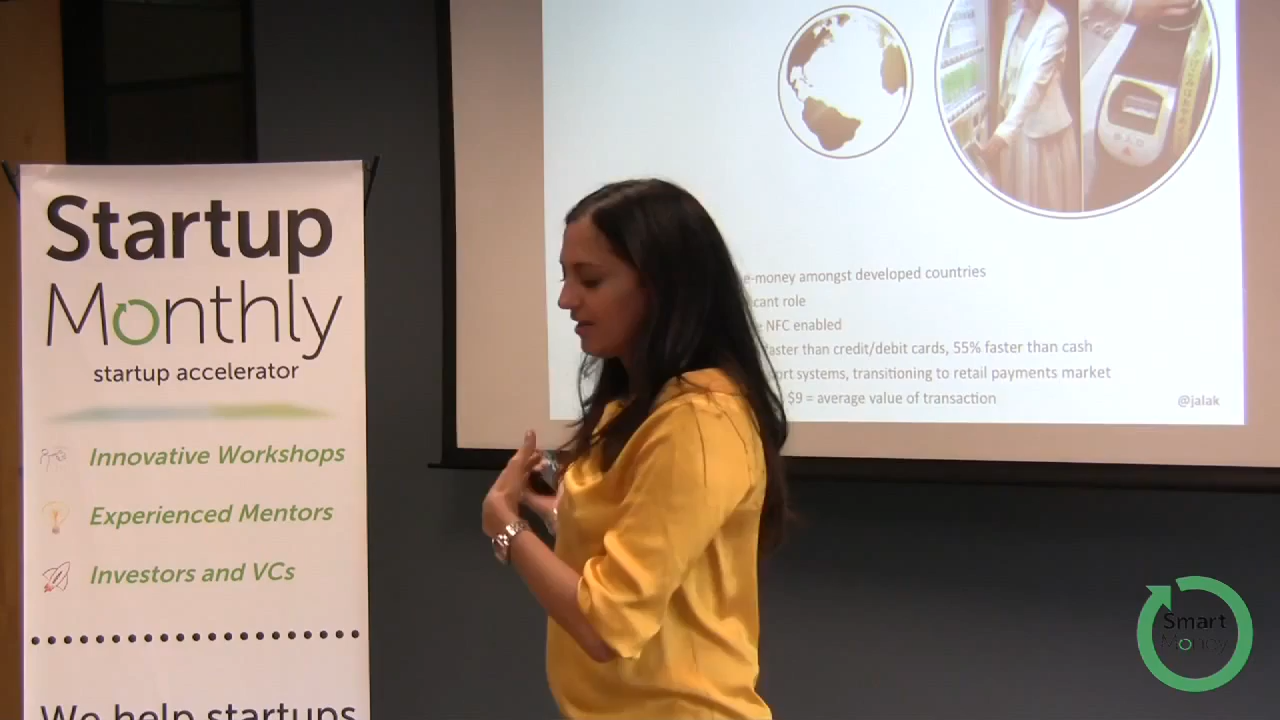 Startup
Monthly
startup accelerator
Innovative Workshops
Experienced Mentors
Investors and VCs
We help startups
e-money amongst developed countries
cant role
NFC enabled
faster than credit/debit cards, 55% faster than cash
ort systems, transitioning to retail payments market
$9 = average value of transaction
@jalak
Smart
Money